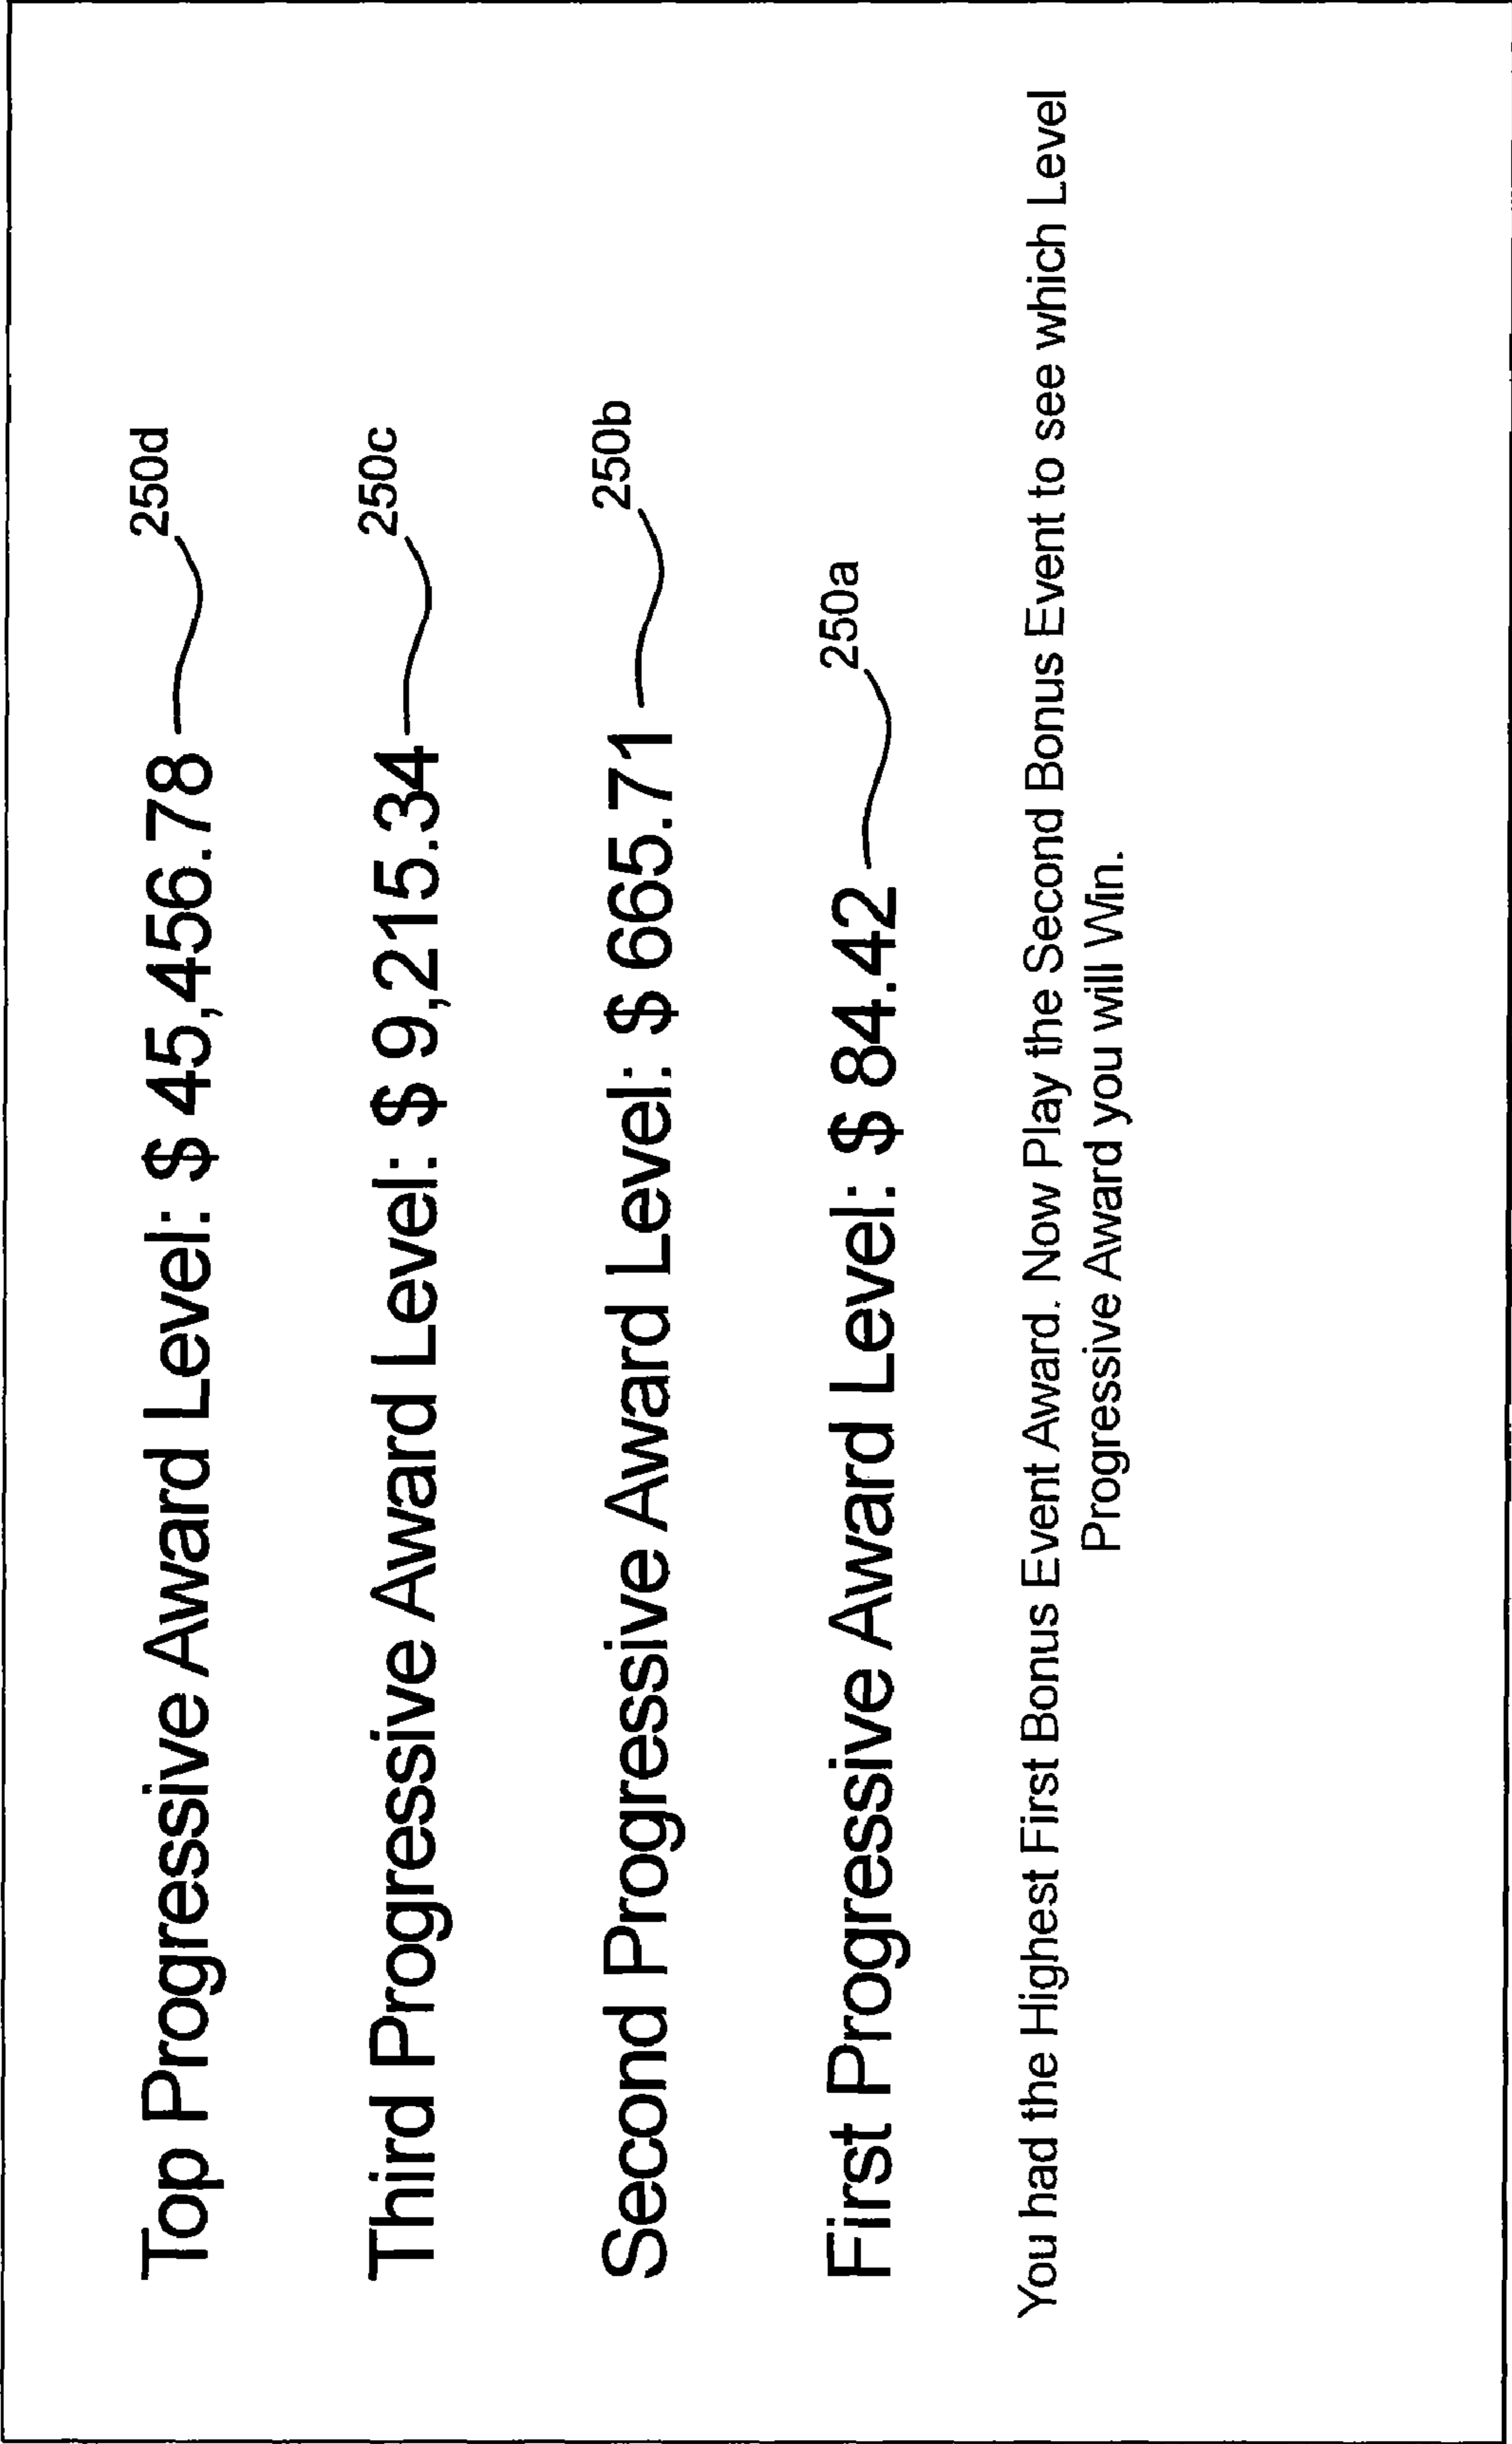 Top Progressive Award Level: $ 45,456.78 250d
Third Progressive Award Level: $ 9,215.34 250c
Second Progressive Award Level: $ 665.71 250b
First Progressive Award Level: $ 84.42 250a
You had the Highest First Bonus Event Award. Now Play the Second Bonus Event to see which Level
Progressive Award you will Win.